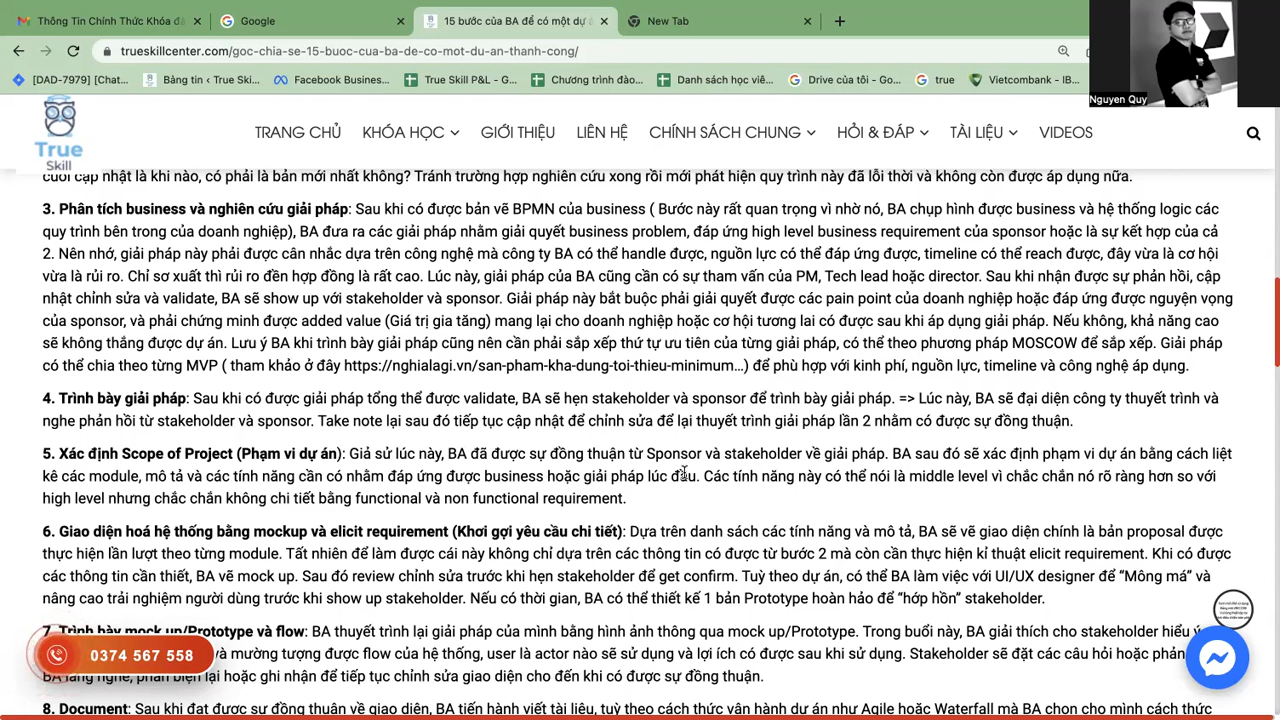 Thông Tin Chính Thức Khóa đà
Google
15 bước của BA để có một dự á
New Tab
trueskillcenter.com/goc-chia-se-15-buoc-cua-ba-de-co-mot-du-an-thanh-cong/
[DAD-7979] [Chat...
Bảng tin ‹ True Skill...
Facebook Busines...
True Skill P&L - G...
Chương trình đào...
Danh sách học viê...
Drive của tôi - Go...
true
Vietcombank - IB...
Nguyen Quy
True
Skill
TRANG CHỦ
KHÓA HỌC
GIỚI THIỆU
LIÊN HỆ
CHÍNH SÁCH CHUNG
HỎI & ĐÁP
TÀI LIỆU
VIDEOS
cuối cập nhật là khi nào, có phải là bản mới nhất không? Tránh trường hợp nghiên cứu xong rồi mới phát hiện quy trình này đã lỗi thời và không còn được áp dụng nữa.
3. Phân tích business và nghiên cứu giải pháp: Sau khi có được bản vẽ BPMN của business ( Bước này rất quan trọng vì nhờ nó, BA chụp hình được business và hệ thống logic các
quy trình bên trong của doanh nghiệp), BA đưa ra các giải pháp nhằm giải quyết business problem, đáp ứng high level business requirement của sponsor hoặc là sự kết hợp của cả
2. Nên nhớ, giải pháp này phải được cân nhắc dựa trên công nghệ mà công ty BA có thể handle được, nguồn lực có thể đáp ứng được, timeline có thể reach được, đây vừa là cơ hội
vừa là rủi ro. Chỉ sơ xuất thì rủi ro đền hợp đồng là rất cao. Lúc này, giải pháp của BA cũng cần có sự tham vấn của PM, Tech lead hoặc director. Sau khi nhận được sự phản hồi, cập
nhật chỉnh sửa và validate, BA sẽ show up với stakeholder và sponsor. Giải pháp này bắt buộc phải giải quyết được các pain point của doanh nghiệp hoặc đáp ứng được nguyện vọng
của sponsor, và phải chứng minh được added value (Giá trị gia tăng) mang lại cho doanh nghiệp hoặc cơ hội tương lai có được sau khi áp dụng giải pháp. Nếu không, khả năng cao
sẽ không thắng được dự án. Lưu ý BA khi trình bày giải pháp cũng nên cần phải sắp xếp thứ tự ưu tiên của từng giải pháp, có thể theo phương pháp MOSCOW để sắp xếp. Giải pháp
có thể chia theo từng MVP ( tham khảo ở đây https://nghialagi.vn/san-pham-kha-dung-toi-thieu-minimum...) để phù hợp với kinh phí, nguồn lực, timeline và công nghệ áp dụng.
4. Trình bày giải pháp: Sau khi có được giải pháp tổng thể được validate, BA sẽ hẹn stakeholder và sponsor để trình bày giải pháp. => Lúc này, BA sẽ đại diện công ty thuyết trình và
nghe phản hồi từ stakeholder và sponsor. Take note lại sau đó tiếp tục cập nhật để chỉnh sửa để lại thuyết trình giải pháp lần 2 nhằm có được sự đồng thuận.
5. Xác định Scope of Project (Phạm vi dự án): Giả sử lúc này, BA đã được sự đồng thuận từ Sponsor và stakeholder về giải pháp. BA sau đó sẽ xác định phạm vi dự án bằng cách liệt
kê các module, mô tả và các tính năng cần có nhằm đáp ứng được business hoặc giải pháp lúc đầu. Các tính năng này có thể nói là middle level vì chắc chắn nó rõ ràng hơn so với
high level nhưng chắc chắn không chi tiết bằng functional và non functional requirement.
6. Giao diện hoá hệ thống bằng mockup và elicit requirement (Khơi gợi yêu cầu chi tiết): Dựa trên danh sách các tính năng và mô tả, BA sẽ vẽ giao diện chính là bản proposal được
thực hiện lần lượt theo từng module. Tất nhiên để làm được cái này không chỉ dựa trên các thông tin có được từ bước 2 mà còn cần thực hiện kĩ thuật elicit requirement. Khi có được
các thông tin cần thiết, BA vẽ mock up. Sau đó review chỉnh sửa trước khi hẹn stakeholder để get confirm. Tuỳ theo dự án, có thể BA làm việc với UI/UX designer để “Mông má” và
nâng cao trải nghiệm người dùng trước khi show up stakeholder. Nếu có thời gian, BA có thể thiết kế 1 bản Prototype hoàn hảo để “hớp hồn” stakeholder.
7. Trình bày mock up/Prototype và flow: BA thuyết trình lại giải pháp của mình bằng hình ảnh thông qua mock up/Prototype. Trong buổi này, BA giải thích cho stakeholder hiểu ý
0374 567 558
và mường tượng được flow của hệ thống, user là actor nào sẽ sử dụng và lợi ích có được sau khi sử dụng. Stakeholder sẽ đặt các câu hỏi hoặc phản
BA lắng nghe, phản biện lại hoặc ghi nhận để tiếp tục chỉnh sửa giao diện cho đến khi có được sự đồng thuận.
8. Document: Sau khi đạt được sự đồng thuận về giao diện, BA tiến hành viết tài liệu, tuỳ theo cách thức vận hành dự án như Agile hoặc Waterfall mà BA chọn cho mình cách thức